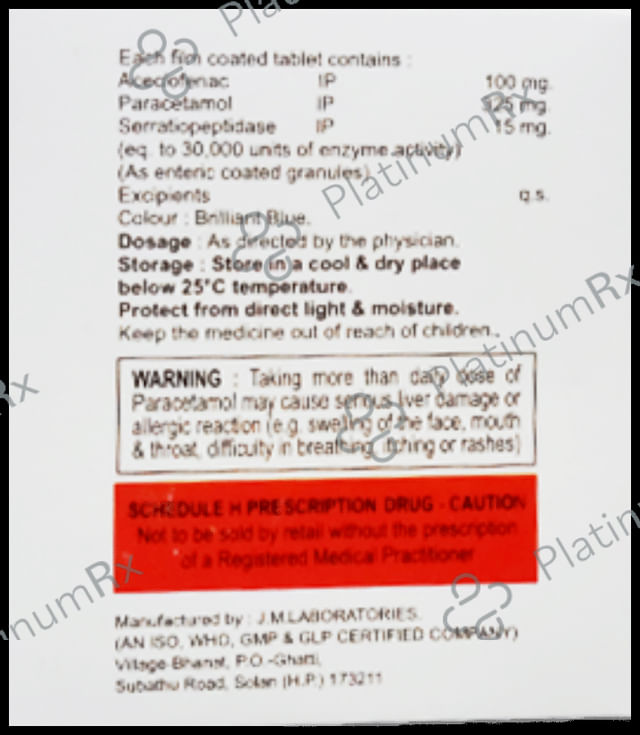 Each film coated tablet contains :
Aceclofenac IP 100 mg.
Paracetamol IP 325 mg.
Serratiopeptidase IP 15 mg.
(eq. to 30,000 units of enzyme activity)
(As enteric coated granules)
Excipients q.s.
Colour : Brilliant Blue.
Dosage : As directed by the physician.
Storage : Store in a cool & dry place
below 25°C temperature.
Protect from direct light & moisture.
Keep the medicine out of reach of children.
WARNING : Taking more than daily dose of
Paracetamol may cause serious liver damage or
allergic reaction (e.g. swelling of the face, mouth
& throat, difficulty in breathing, itching or rashes)
SCHEDULE H PRESCRIPTION DRUG - CAUTION
Not to be sold by retail without the prescription
of a Registered Medical Practitioner
Manufactured by : J.M.LABORATORIES.
(AN ISO, WHO, GMP & GLP CERTIFIED COMPANY)
Village-Bhanat, P.O.-Ghatti,
Subathu Road, Solan (H.P.) 173211
PlatinumRx
PlatinumRx
PlatinumRx